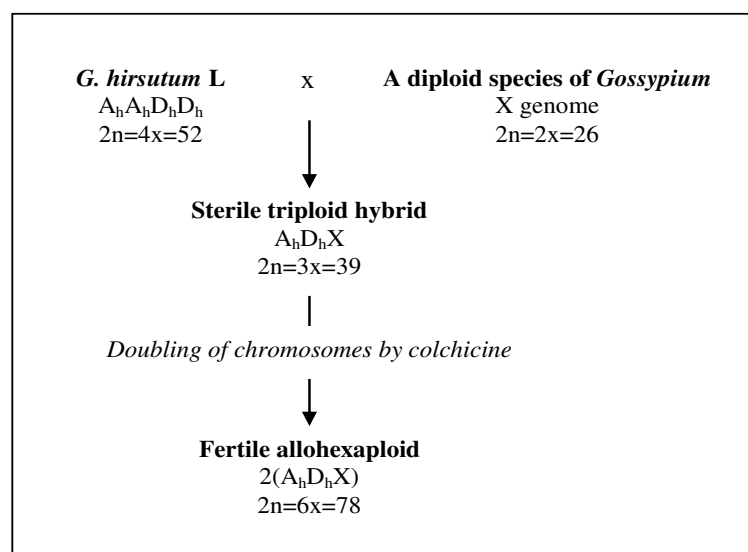 G. hirsutum L x A diploid species of Gossypium
AₕAₕDₕDₕ X genome
2n=4x=52 2n=2x=26
Sterile triploid hybrid
AₕDₕX
2n=3x=39
Doubling of chromosomes by colchicine
Fertile allohexaploid
2(AₕDₕX)
2n=6x=78